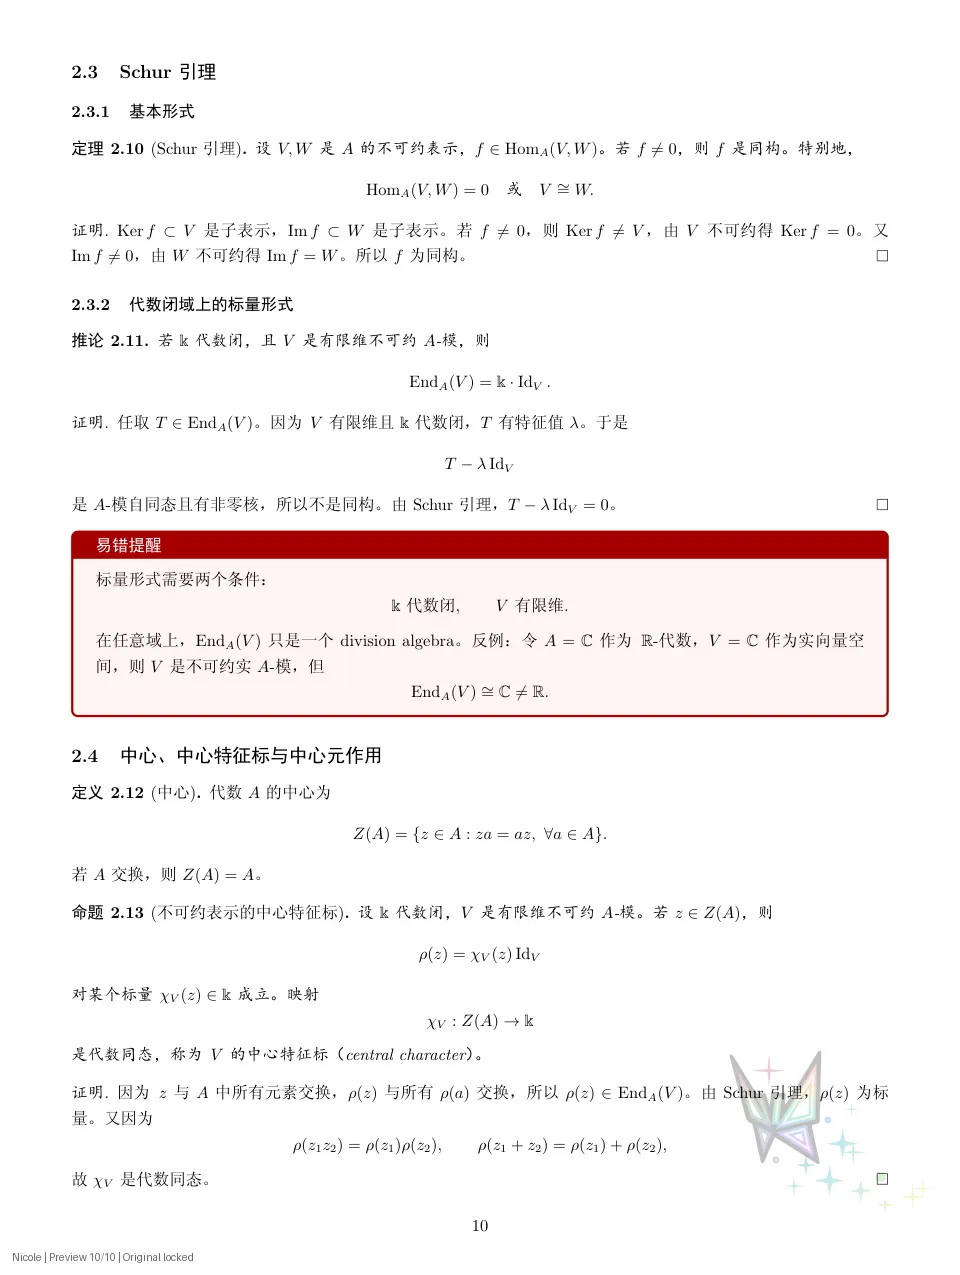 2.3 Schur 引理
2.3.1 基本形式
定理 2.10 (Schur 引理). 设 V, W 是 A 的不可约表示，f ∈ Hom_A(V, W)。若 f ≠ 0，则 f 是同构。特别地，
Hom_A(V, W) = 0 或 V ≅ W.
证明. Ker f ⊂ V 是子表示，Im f ⊂ W 是子表示。若 f ≠ 0，则 Ker f ≠ V，由 V 不可约得 Ker f = 0。又
Im f ≠ 0，由 W 不可约得 Im f = W。所以 f 为同构。 □
2.3.2 代数闭域上的标量形式
推论 2.11. 若 𝕜 代数闭，且 V 是有限维不可约 A-模，则
End_A(V) = 𝕜 · Id_V .
证明. 任取 T ∈ End_A(V)。因为 V 有限维且 𝕜 代数闭，T 有特征值 λ。于是
T − λ Id_V
是 A-模自同态且有非零核，所以不是同构。由 Schur 引理，T − λ Id_V = 0。 □
易错提醒
标量形式需要两个条件：
𝕜 代数闭, V 有限维.
在任意域上，End_A(V) 只是一个 division algebra。反例：令 A = ℂ 作为 ℝ-代数，V = ℂ 作为实向量空
间，则 V 是不可约实 A-模，但
End_A(V) ≅ ℂ ≠ ℝ.
2.4 中心、中心特征标与中心元作用
定义 2.12 (中心). 代数 A 的中心为
Z(A) = {z ∈ A : za = az, ∀a ∈ A}.
若 A 交换，则 Z(A) = A。
命题 2.13 (不可约表示的中心特征标). 设 𝕜 代数闭，V 是有限维不可约 A-模。若 z ∈ Z(A)，则
ρ(z) = χ_V(z) Id_V
对某个标量 χ_V(z) ∈ 𝕜 成立。映射
χ_V : Z(A) → 𝕜
是代数同态，称为 V 的中心特征标（central character）。
证明. 因为 z 与 A 中所有元素交换，ρ(z) 与所有 ρ(a) 交换，所以 ρ(z) ∈ End_A(V)。由 Schur 引理，ρ(z) 为标
量。又因为
ρ(z₁z₂) = ρ(z₁)ρ(z₂), ρ(z₁ + z₂) = ρ(z₁) + ρ(z₂),
故 χ_V 是代数同态。 □
10
Nicole | Preview 10/10 | Original locked